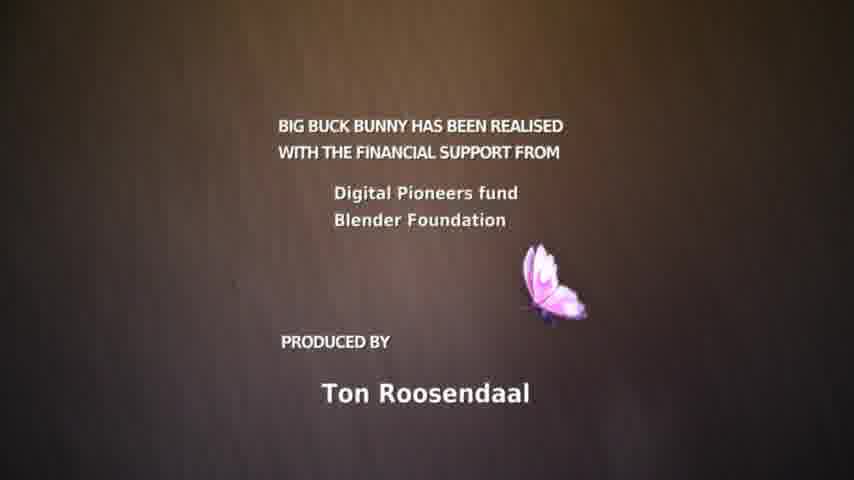 BIG BUCK BUNNY HAS BEEN REALISED
WITH THE FINANCIAL SUPPORT FROM
Digital Pioneers fund
Blender Foundation
PRODUCED BY
Ton Roosendaal